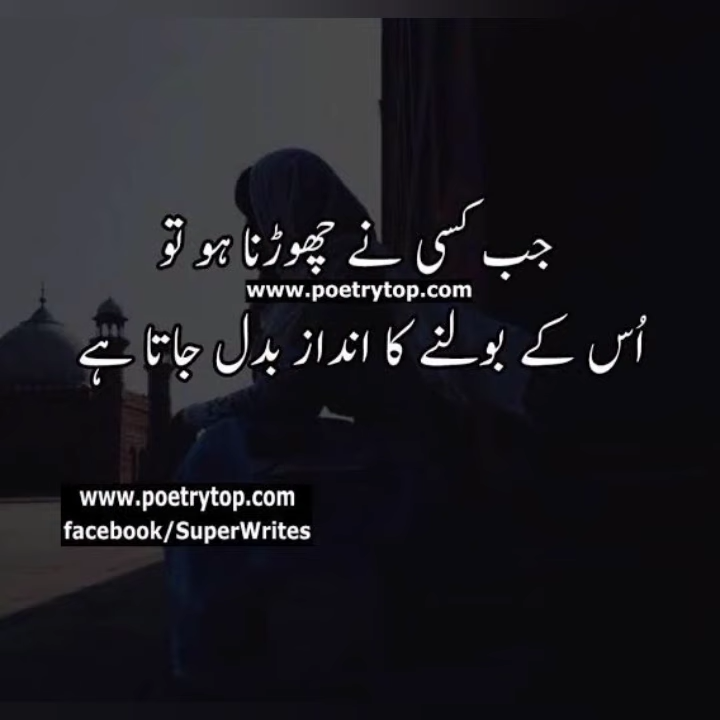 جب کسی نے چھوڑنا ہو تو
www.poetrytop.com
اُس کے بولنے کا انداز بدل جاتا ہے
www.poetrytop.com
facebook/SuperWrites